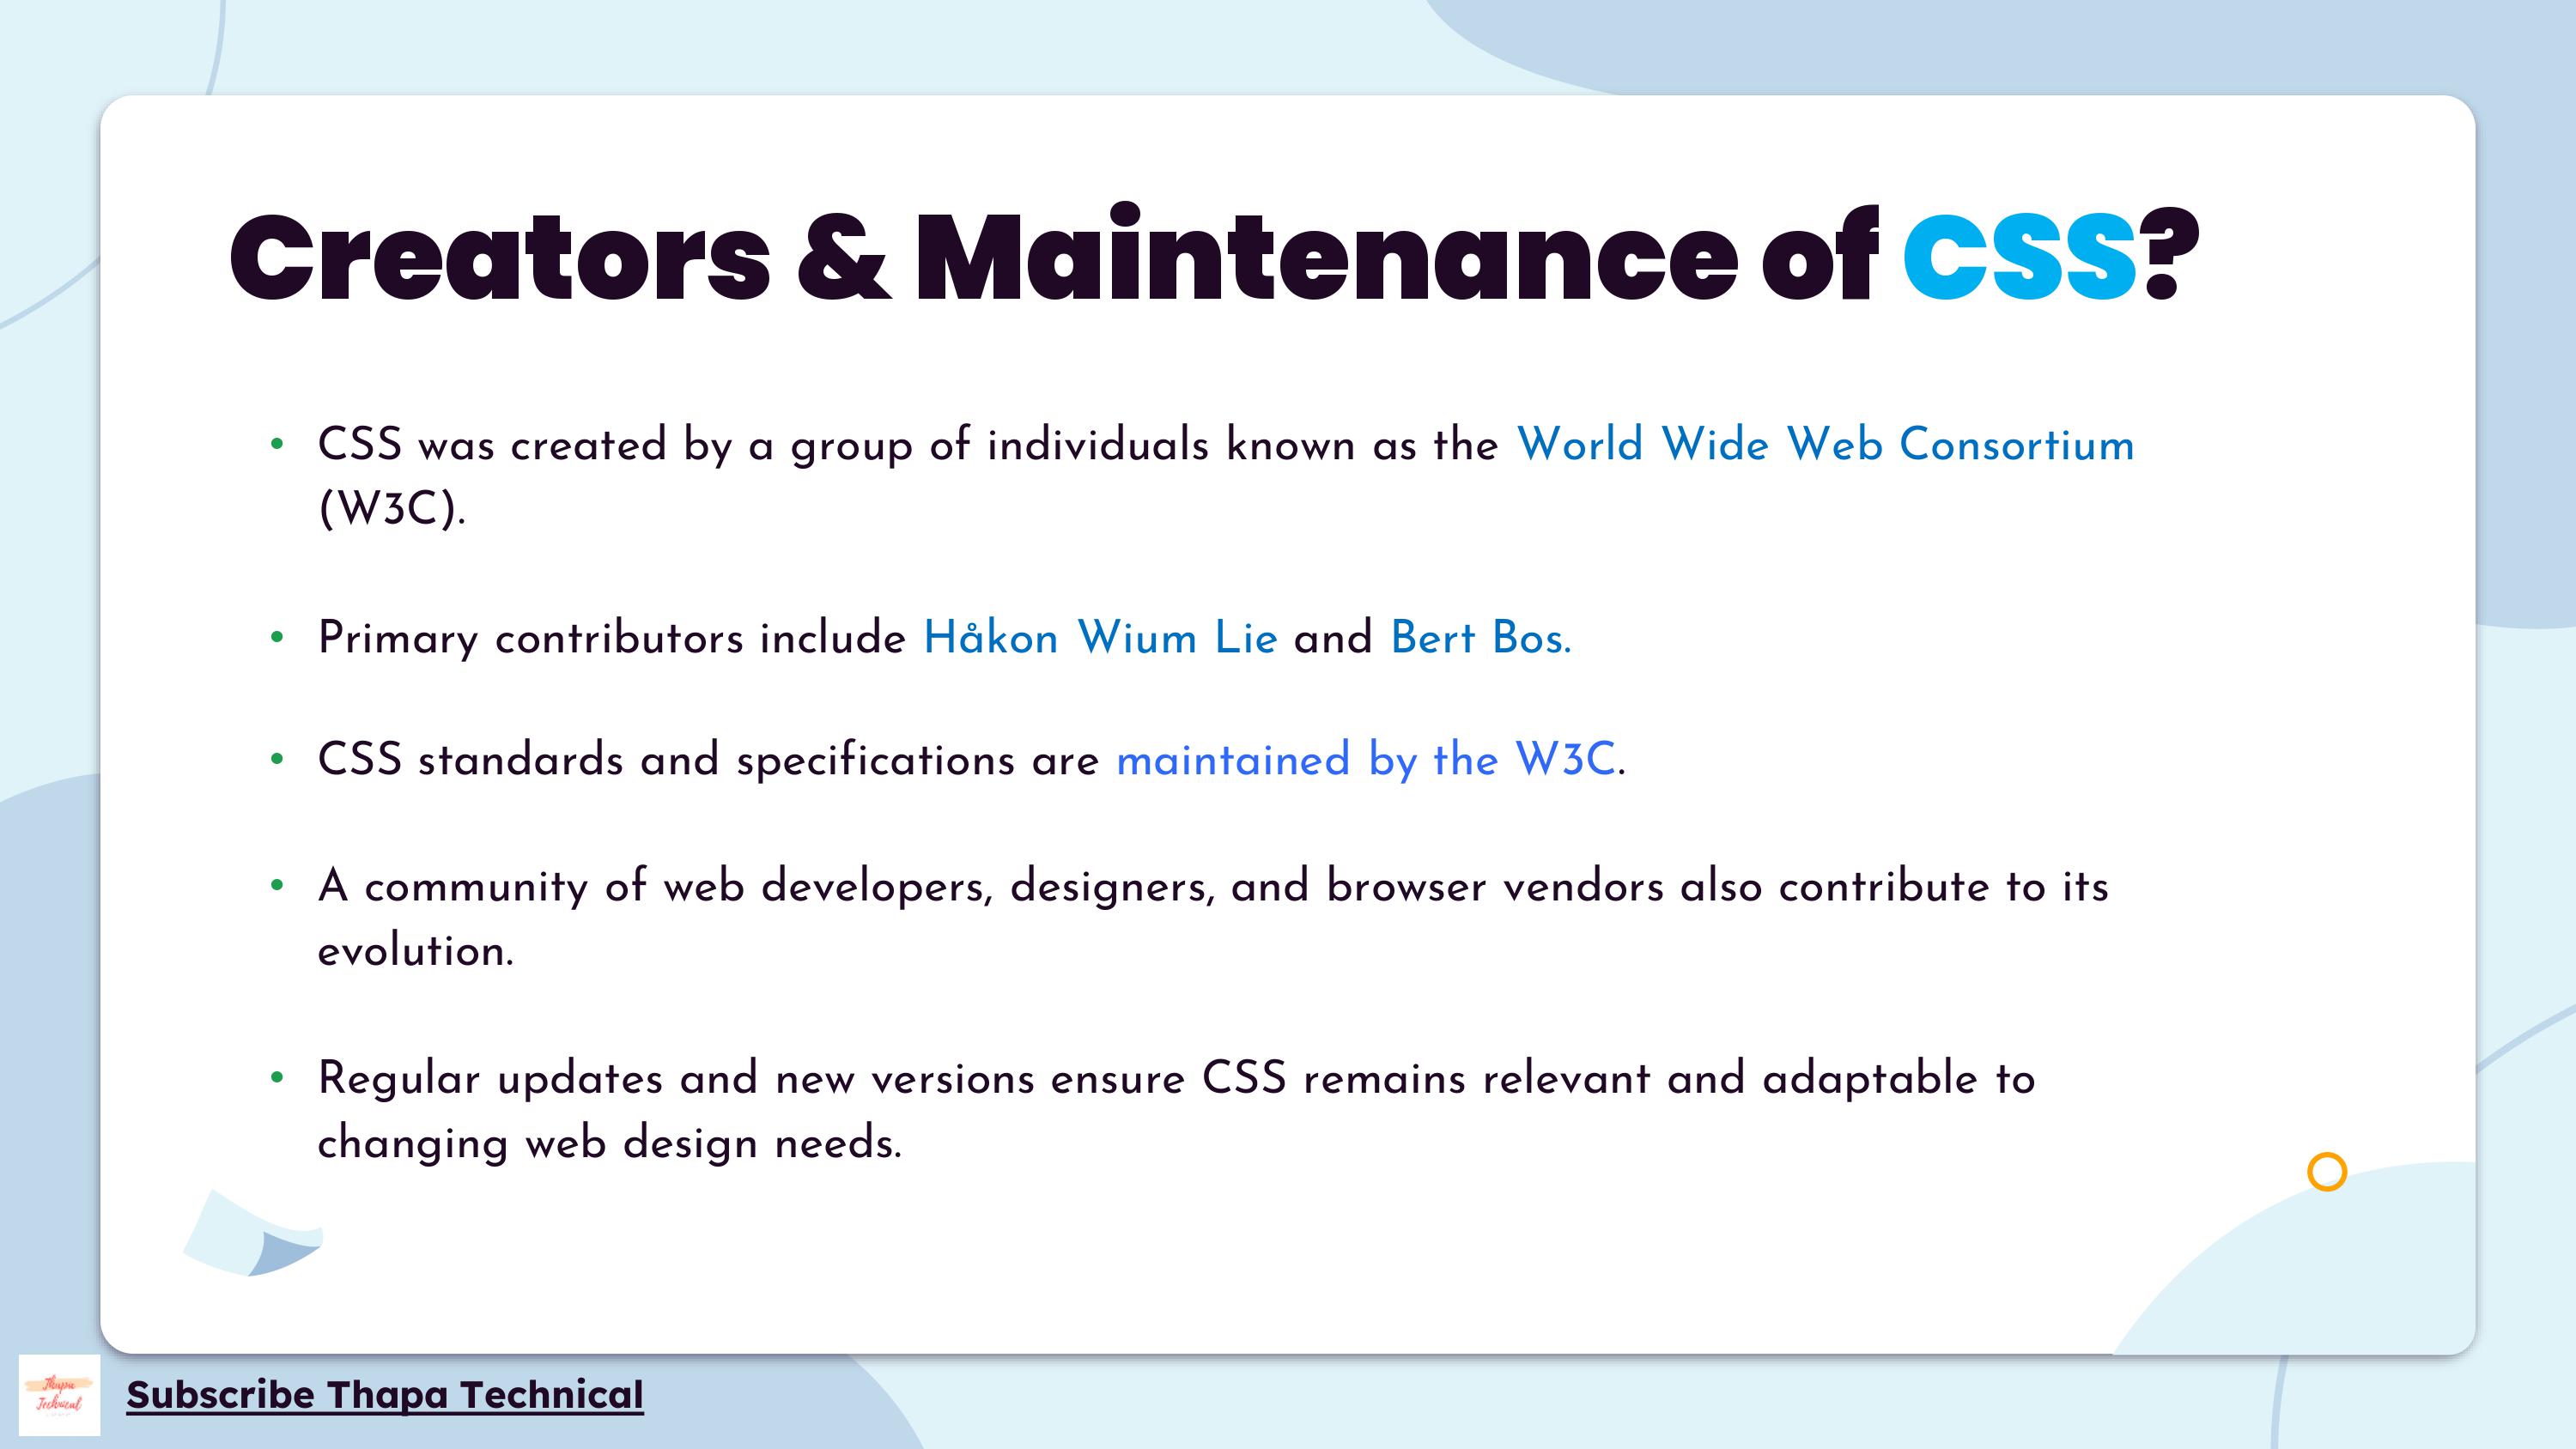 Creators & Maintenance of CSS?
• CSS was created by a group of individuals known as the World Wide Web Consortium
(W3C).
• Primary contributors include Håkon Wium Lie and Bert Bos.
• CSS standards and specifications are maintained by the W3C.
• A community of web developers, designers, and browser vendors also contribute to its
evolution.
• Regular updates and new versions ensure CSS remains relevant and adaptable to
changing web design needs.
Thapa
Technical
Subscribe Thapa Technical